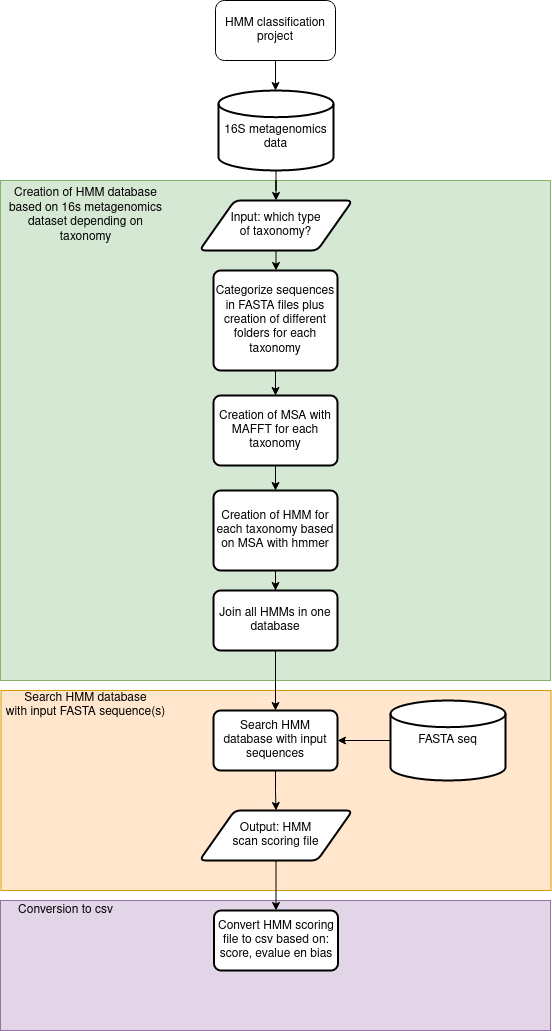 HMM classification
project
16S metagenomics
data
Creation of HMM database
based on 16s metagenomics
dataset depending on
taxonomy
Input: which type
of taxonomy?
Categorize sequences
in FASTA files plus
creation of different
folders for each
taxonomy
Creation of MSA with
MAFFT for each
taxonomy
Creation of HMM for
each taxonomy based
on MSA with hmmer
Join all HMMs in one
database
Search HMM database
with input FASTA sequence(s)
Search HMM
database with input
sequences
FASTA seq
Output: HMM
scan scoring file
Conversion to csv
Convert HMM scoring
file to csv based on:
score, evalue en bias